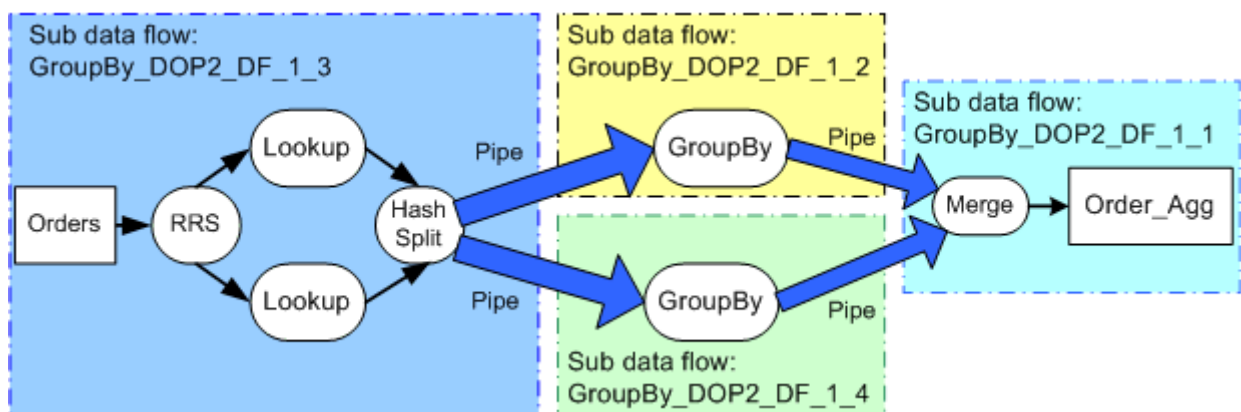 Sub data flow:
GroupBy_DOP2_DF_1_3
Orders
RRS
Lookup
Lookup
Hash
Split
Pipe
Pipe
Sub data flow:
GroupBy_DOP2_DF_1_2
GroupBy
Pipe
GroupBy
Pipe
Sub data flow:
GroupBy_DOP2_DF_1_4
Sub data flow:
GroupBy_DOP2_DF_1_1
Merge
Order_Agg